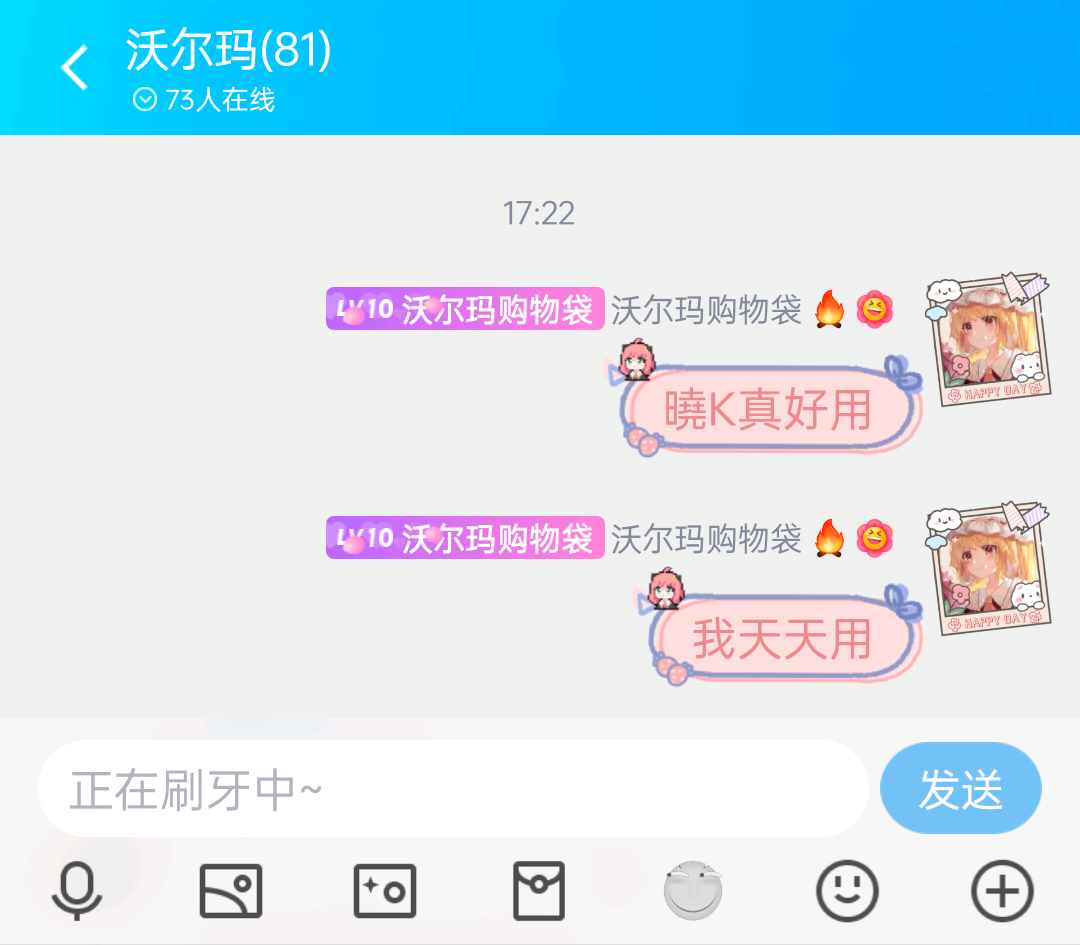 沃尔玛(81)
73人在线
17:22
LV10 沃尔玛购物袋 沃尔玛购物袋
曉K真好用
HAPPY DAY
LV10 沃尔玛购物袋 沃尔玛购物袋
我天天用
HAPPY DAY
正在刷牙中~
发送